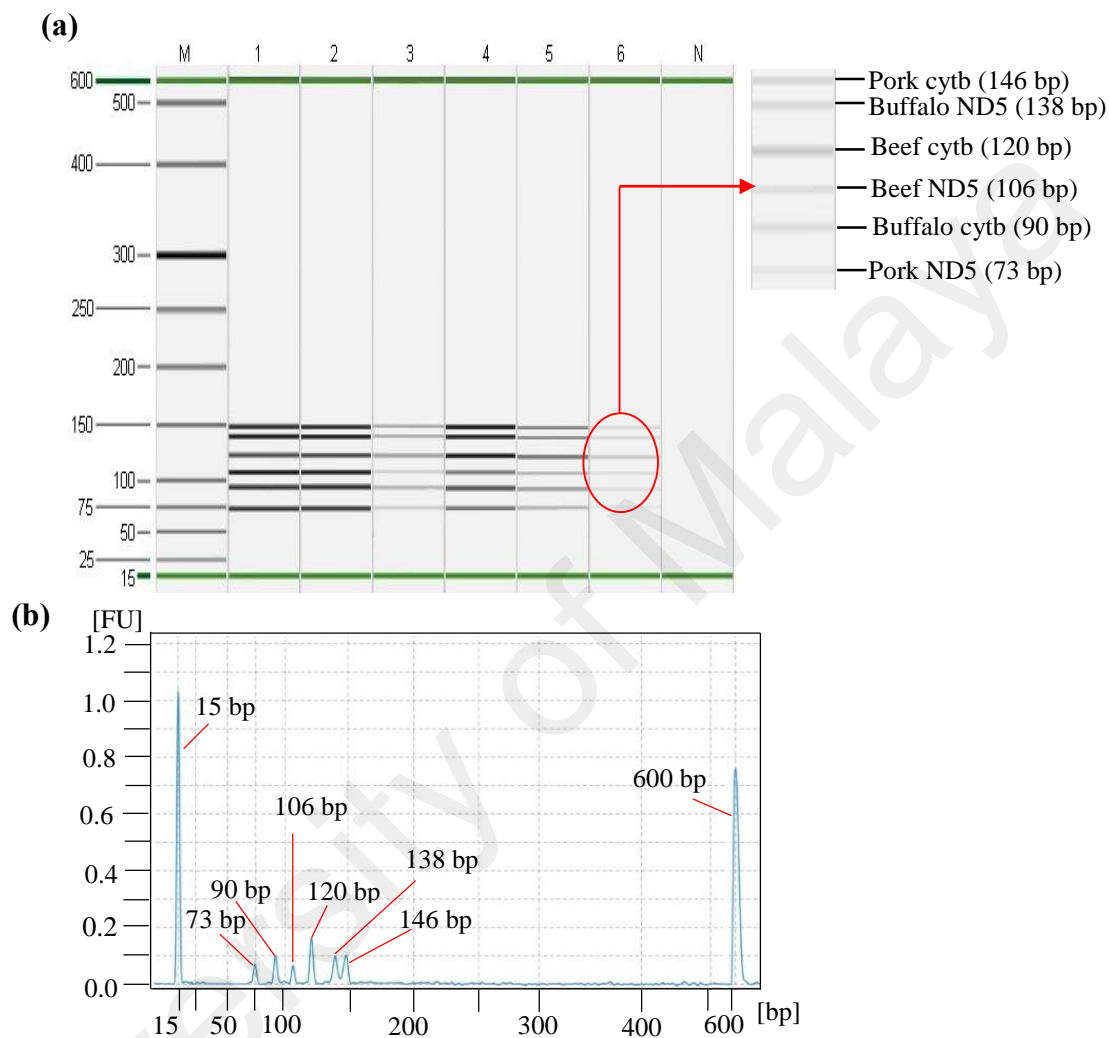 (a)
M 1 2 3 4 5 6 N
600
500
400
300
250
200
150
100
75
50
25
15
Pork cytb (146 bp)
Buffalo ND5 (138 bp)
Beef cytb (120 bp)
Beef ND5 (106 bp)
Buffalo cytb (90 bp)
Pork ND5 (73 bp)
(b)
[FU]
1.2
1.0
0.8
0.6
0.4
0.2
0.0
15 bp
73 bp
90 bp
106 bp
120 bp
138 bp
146 bp
600 bp
15 50 100 200 300 400 600 [bp]
ersity of Malaya